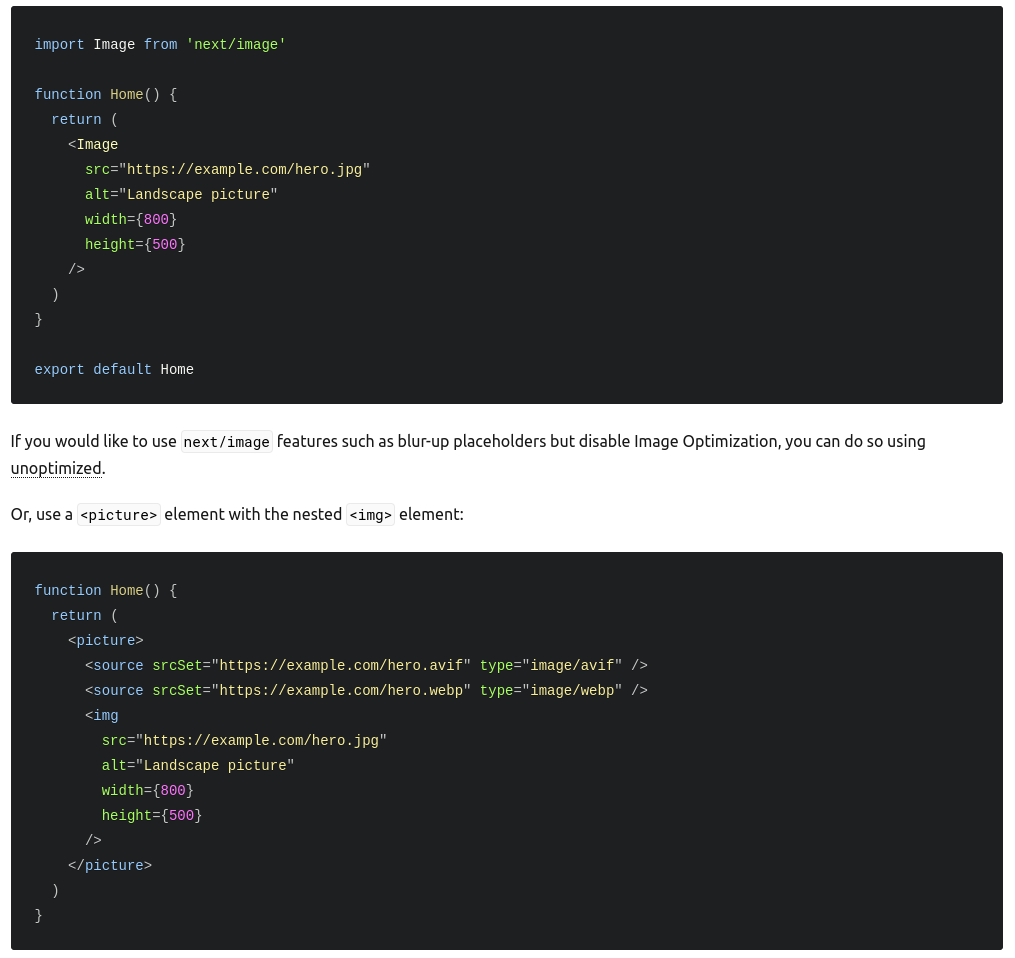 import Image from 'next/image'

function Home() {
  return (
    <Image
      src="https://example.com/hero.jpg"
      alt="Landscape picture"
      width={800}
      height={500}
    />
  )
}

export default Home
If you would like to use next/image features such as blur-up placeholders but disable Image Optimization, you can do so using
unoptimized.
Or, use a <picture> element with the nested <img> element:
function Home() {
  return (
    <picture>
      <source srcSet="https://example.com/hero.avif" type="image/avif" />
      <source srcSet="https://example.com/hero.webp" type="image/webp" />
      <img
        src="https://example.com/hero.jpg"
        alt="Landscape picture"
        width={800}
        height={500}
      />
    </picture>
  )
}